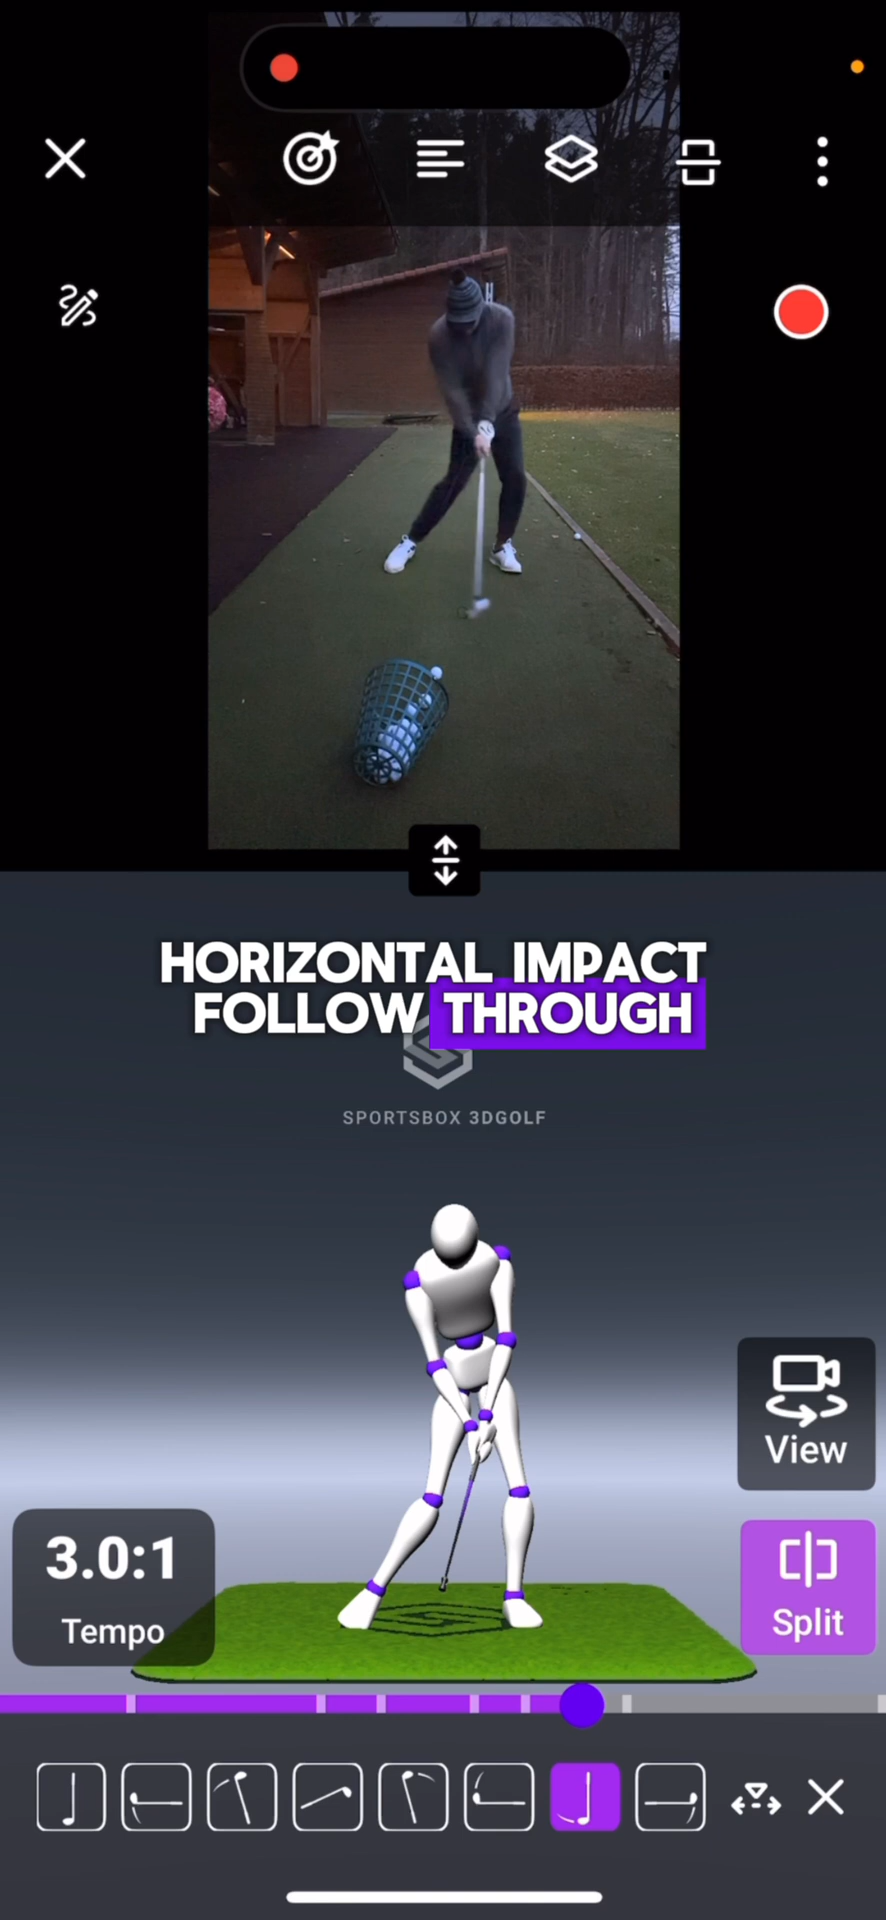 HORIZONTAL IMPACT
FOLLOW THROUGH
SPORTSBOX 3DGOLF
View
3.0:1
Tempo
Split